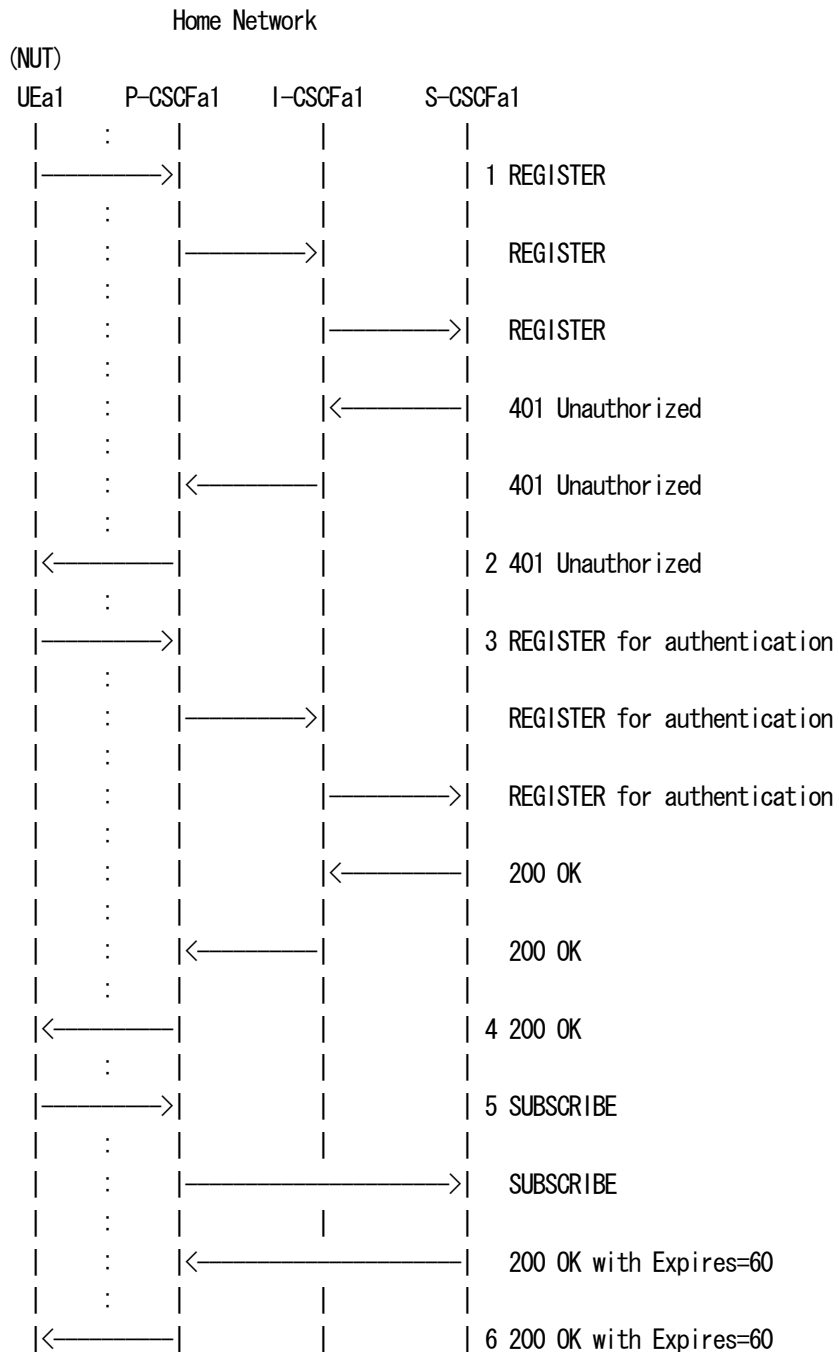 Home Network
(NUT)
UEa1 P-CSCFa1 I-CSCFa1 S-CSCFa1
1 REGISTER
REGISTER
REGISTER
401 Unauthorized
401 Unauthorized
2 401 Unauthorized
3 REGISTER for authentication
REGISTER for authentication
REGISTER for authentication
200 OK
200 OK
4 200 OK
5 SUBSCRIBE
SUBSCRIBE
200 OK with Expires=60
6 200 OK with Expires=60